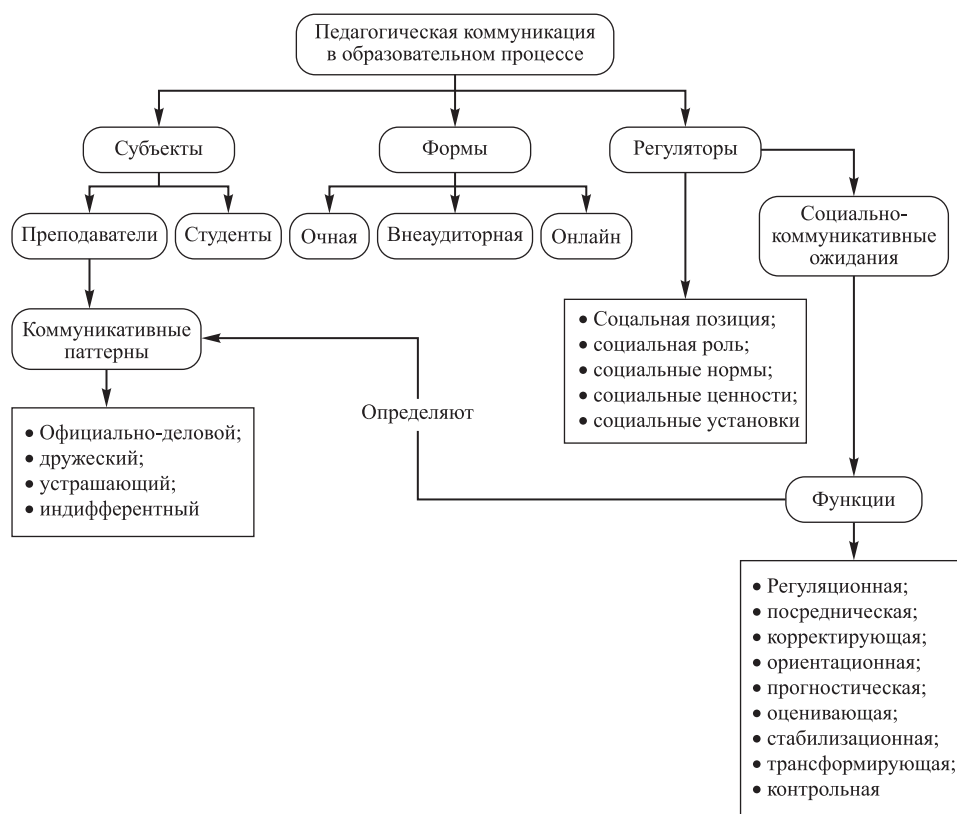 Педагогическая коммуникация
в образовательном процессе
Субъекты
Формы
Регуляторы
Преподаватели
Студенты
Очная
Внеаудиторная
Онлайн
Социально-
коммуникативные
ожидания
Коммуникативные
паттерны
• Соцальная позиция;
• социальная роль;
• социальные нормы;
• социальные ценности;
• социальные установки
Определяют
• Официально-деловой;
• дружеский;
• устрашающий;
• индифферентный
Функции
• Регуляционная;
• посредническая;
• корректирующая;
• ориентационная;
• прогностическая;
• оценивающая;
• стабилизационная;
• трансформирующая;
• контрольная